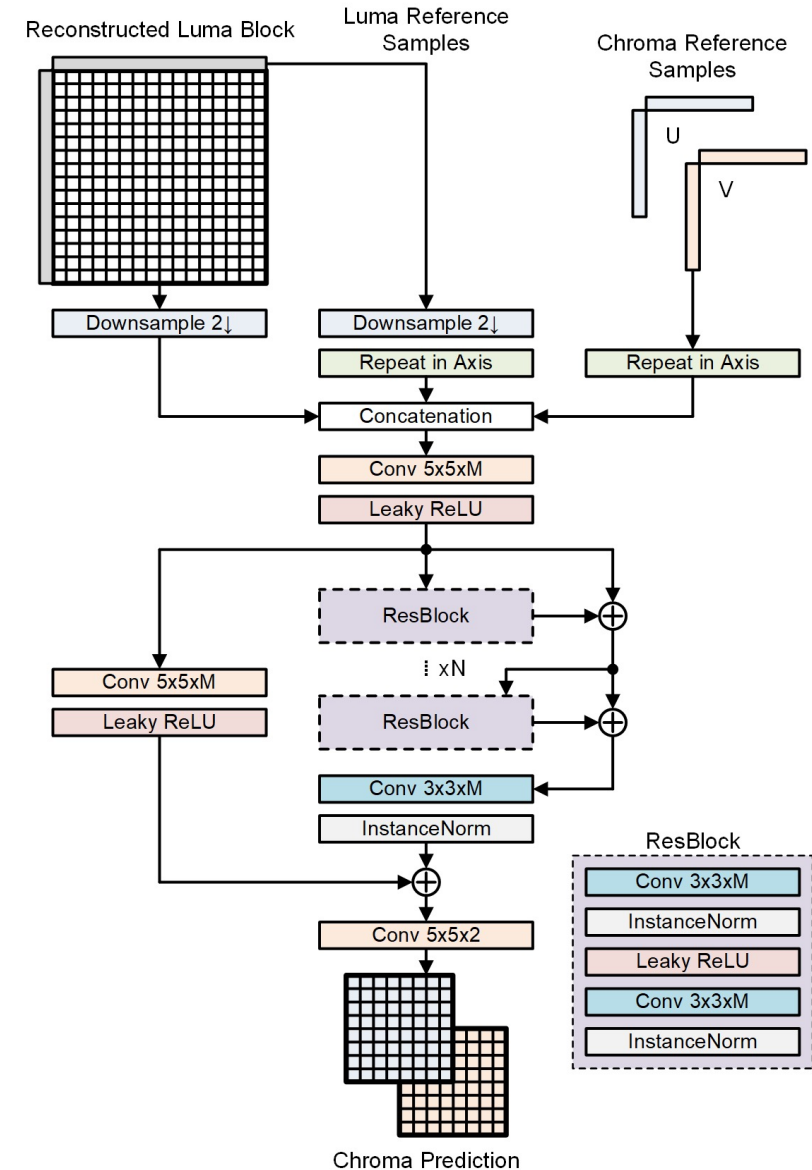 Reconstructed Luma Block
Luma Reference
Samples
Chroma Reference
Samples
U
V
Downsample 2↓
Downsample 2↓
Repeat in Axis
Repeat in Axis
Concatenation
Conv 5x5xM
Leaky ReLU
ResBlock
⁞ xN
Conv 5x5xM
Leaky ReLU
ResBlock
Conv 3x3xM
InstanceNorm
Conv 5x5x2
Chroma Prediction
ResBlock
Conv 3x3xM
InstanceNorm
Leaky ReLU
Conv 3x3xM
InstanceNorm